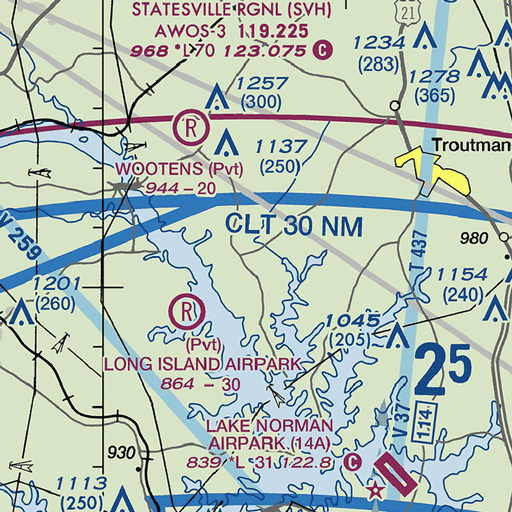 STATESVILLE RGNL (SVH)
AWOS-3 119.225
968 *L 70 123.075 C
21
1234
(283)
1278
(365)
1257
(300)
R
1137
(250)
Troutman
WOOTENS (Pvt)
944 - 20
CLT 30 NM
V 259
T 437
980
1154
(240)
1201
(260)
R
(Pvt)
LONG ISLAND AIRPARK
864 - 30
1045
(205)
25
LAKE NORMAN
AIRPARK (14A)
839 *L 31 122.8 C
V 37
114
930
1113
(250)